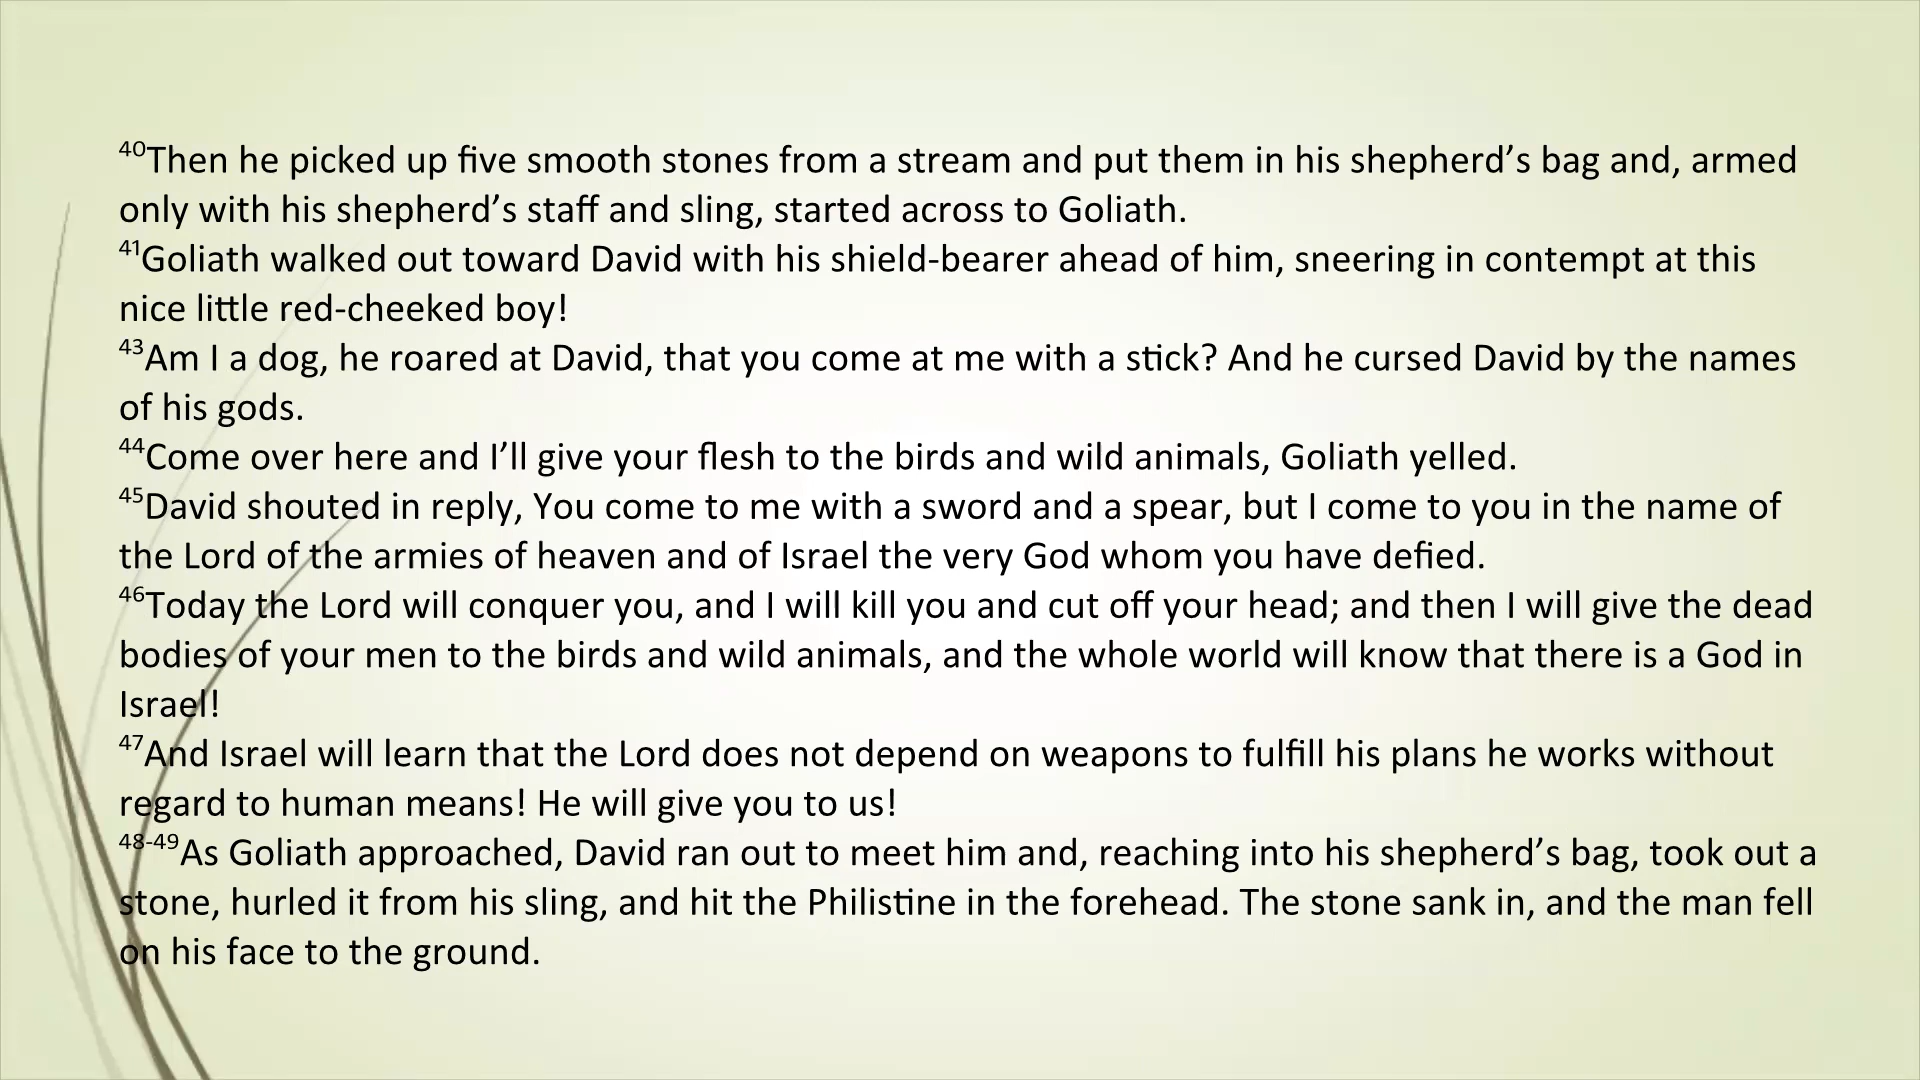 40Then he picked up five smooth stones from a stream and put them in his shepherd’s bag and, armed
only with his shepherd’s staff and sling, started across to Goliath.
41Goliath walked out toward David with his shield-bearer ahead of him, sneering in contempt at this
nice little red-cheeked boy!
43Am I a dog, he roared at David, that you come at me with a stick? And he cursed David by the names
of his gods.
44Come over here and I’ll give your flesh to the birds and wild animals, Goliath yelled.
45David shouted in reply, You come to me with a sword and a spear, but I come to you in the name of
the Lord of the armies of heaven and of Israel the very God whom you have defied.
46Today the Lord will conquer you, and I will kill you and cut off your head; and then I will give the dead
bodies of your men to the birds and wild animals, and the whole world will know that there is a God in
Israel!
47And Israel will learn that the Lord does not depend on weapons to fulfill his plans he works without
regard to human means! He will give you to us!
48-49As Goliath approached, David ran out to meet him and, reaching into his shepherd’s bag, took out a
stone, hurled it from his sling, and hit the Philistine in the forehead. The stone sank in, and the man fell
on his face to the ground.